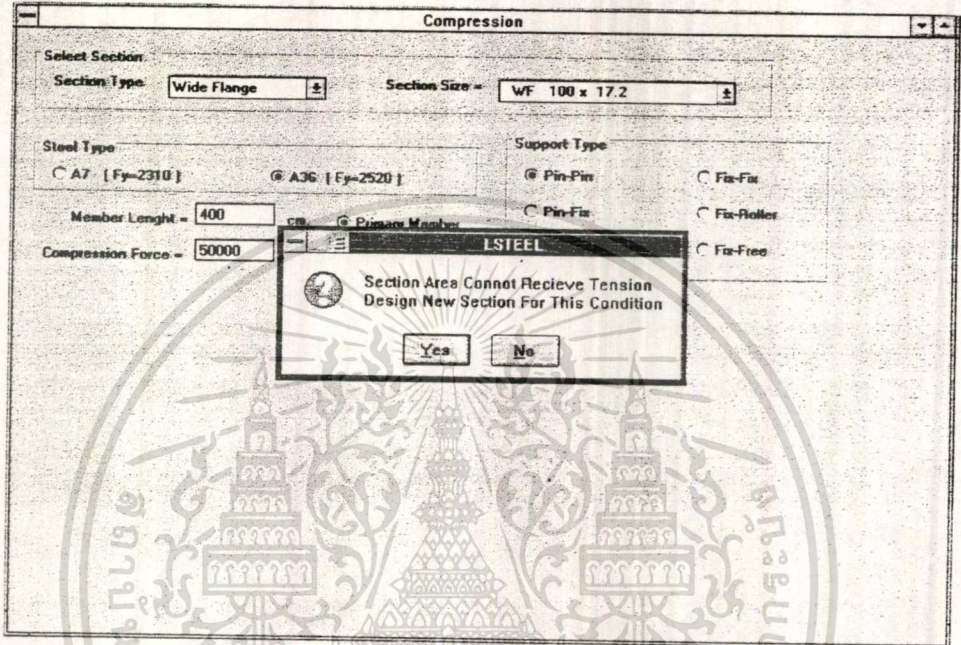 Compression
Select Section
Section Type Wide Flange Section Size = WF 100 x 17.2
Steel Type
A7 [ Fy=2310 ] A36 [ Fy=2520 ]
Support Type
Pin-Pin Fix-Fix
Pin-Fix Fix-Roller
Fix-Free
Member Lenght = 400 cm. Primary Member
Compression Force = 50000
LSTEEL
Section Area Connot Recieve Tension
Design New Section For This Condition
Yes No